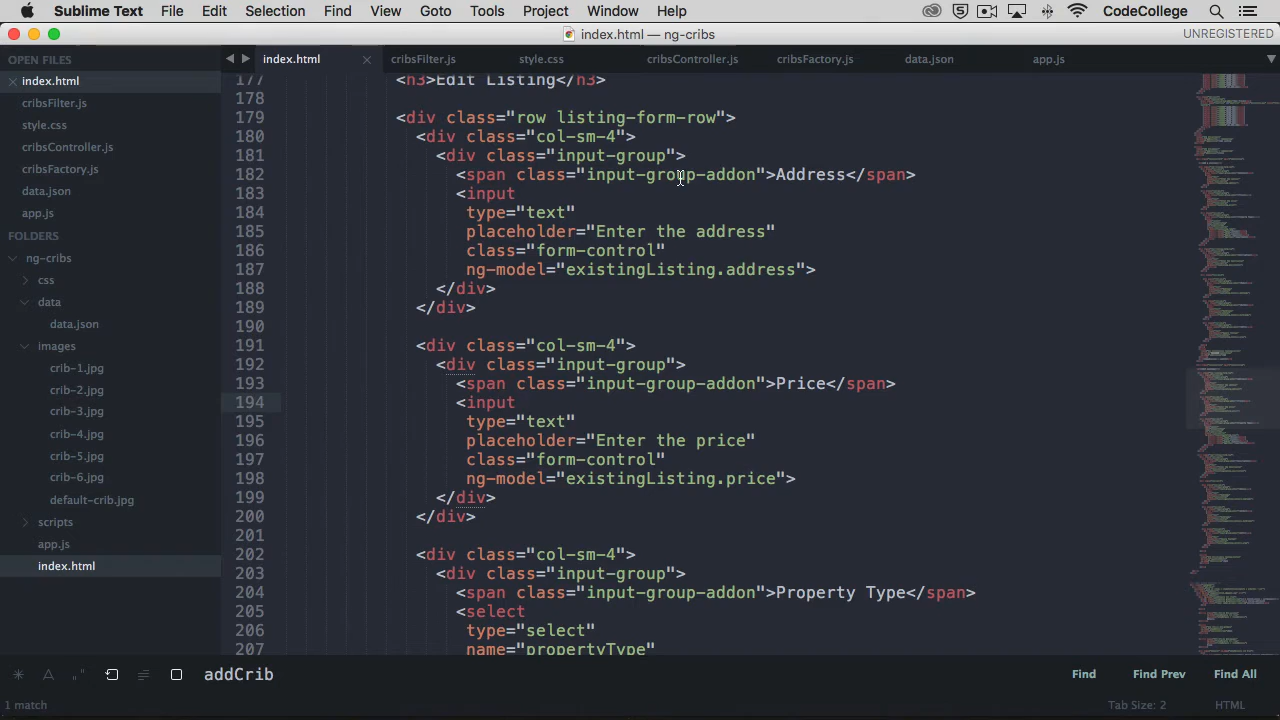 Sublime Text File Edit Selection Find View Goto Tools Project Window Help CodeCollege
index.html — ng-cribs UNREGISTERED
OPEN FILES
index.html
cribsFilter.js
style.css
cribsController.js
cribsFactory.js
data.json
app.js
FOLDERS
ng-cribs
css
data
data.json
images
crib-1.jpg
crib-2.jpg
crib-3.jpg
crib-4.jpg
crib-5.jpg
crib-6.jpg
default-crib.jpg
scripts
app.js
index.html
index.html cribsFilter.js style.css cribsController.js cribsFactory.js data.json app.js
177 <h3>Edit Listing</h3>
178
179 <div class="row listing-form-row">
180 <div class="col-sm-4">
181 <div class="input-group">
182 <span class="input-group-addon">Address</span>
183 <input
184 type="text"
185 placeholder="Enter the address"
186 class="form-control"
187 ng-model="existingListing.address">
188 </div>
189 </div>
190
191 <div class="col-sm-4">
192 <div class="input-group">
193 <span class="input-group-addon">Price</span>
194 <input
195 type="text"
196 placeholder="Enter the price"
197 class="form-control"
198 ng-model="existingListing.price">
199 </div>
200 </div>
201
202 <div class="col-sm-4">
203 <div class="input-group">
204 <span class="input-group-addon">Property Type</span>
205 <select
206 type="select"
207 name="propertyType"
addCrib Find Find Prev Find All
1 match Tab Size: 2 HTML